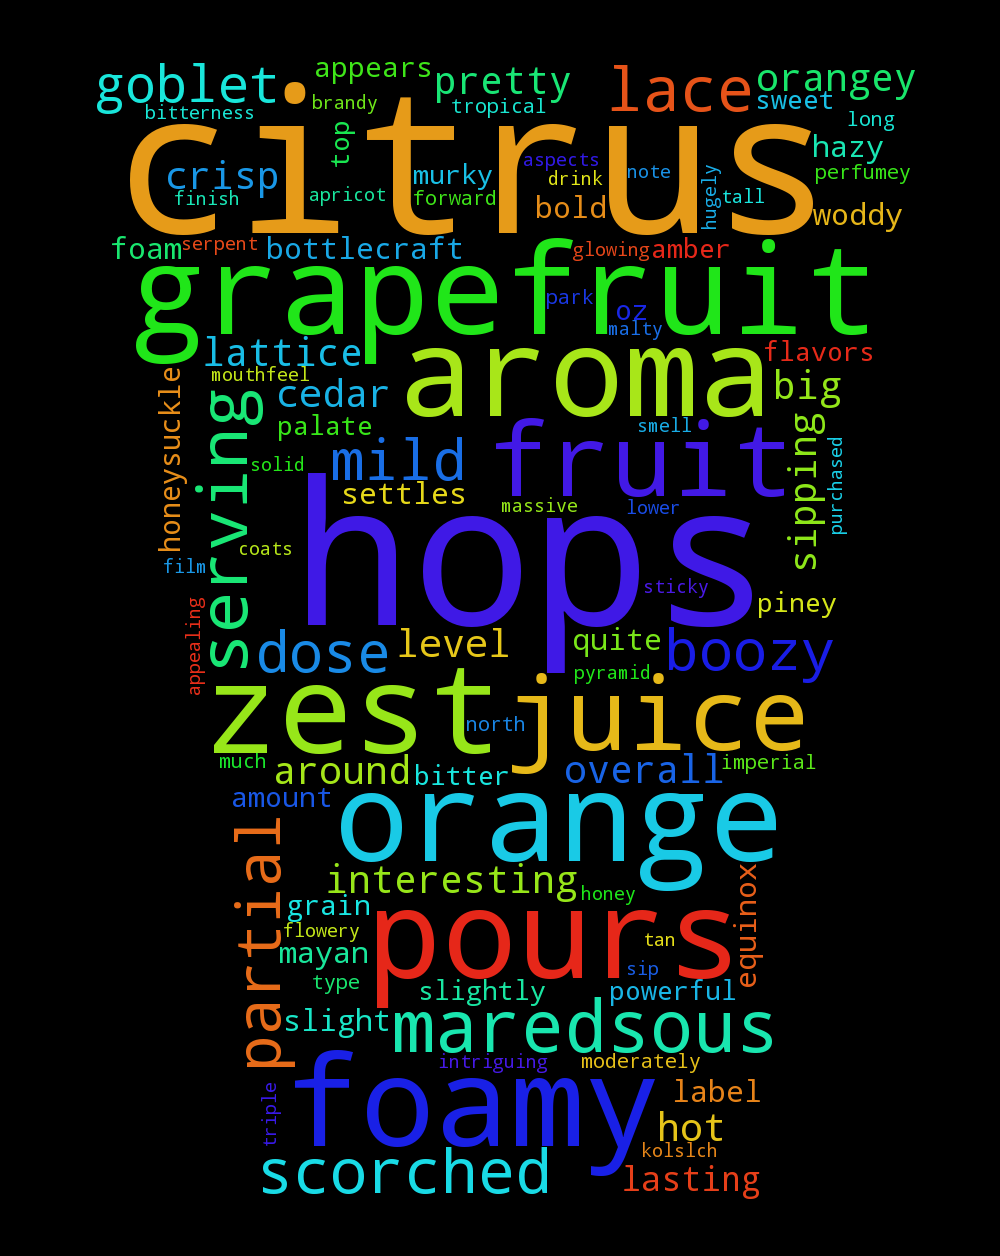 goblet appears pretty lace orangey
bitterness brandy tropical sweet long
citrus
top hazy
crisp murky aspects drink note hugely tall perfumey
finish apricot forward bold woddy
foam serpent bottlecraft glowing amber
grapefruit
park oz malty
lattice aroma flavors
mouthfeel cedar big
honeysuckle serving palate smell sipping purchased
solid mild fruit
settles massive lower
hops
coats
film sticky piney
appealing dose level quite boozy
pyramid
zest north juice
much around bitter overall imperial
amount orange
partial interesting honey equinox
grain
flowery pours tan
mayan sip
type slightly powerful
slight maredsous
intriguing moderately
triple foamy label
hot
scorched kolslch
lasting